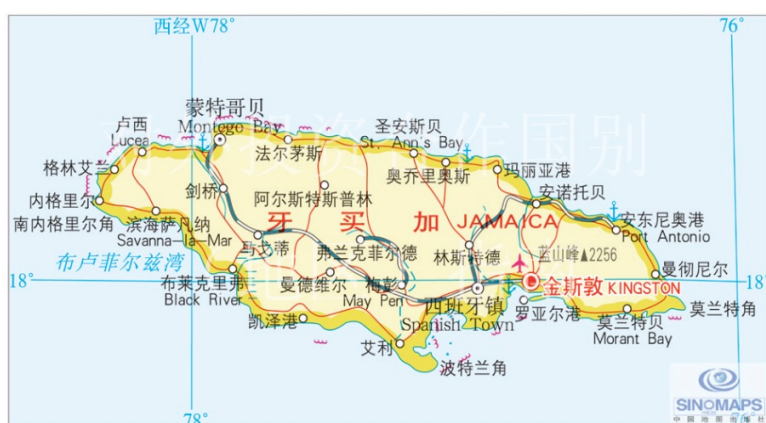 西经W78°
76°
蒙特哥贝
Montego Bay
卢西
Lucea
圣安斯贝
St. Ann's Bay
法尔茅斯
格林艾兰
奥乔里奥斯
玛丽亚港
剑桥
内格里尔
阿尔斯特斯普林
安诺托贝
南内格里尔角
滨海萨凡纳
Savanna-la-Mar
牙买加 JAMAICA
安东尼奥港
Port Antonio
马戈蒂
弗兰克菲尔德
林斯特德
蓝山峰▲2256
布卢菲尔兹湾
18°
布莱克里弗
Black River
曼德维尔
梅彭
May Pen
曼彻尼尔
18°
金斯敦 KINGSTON
西班牙镇
Spanish Town
罗亚尔港
莫兰特角
凯泽港
莫兰特贝
Morant Bay
艾利
波特兰角
78°
SINOMAPS
中国地图出版社